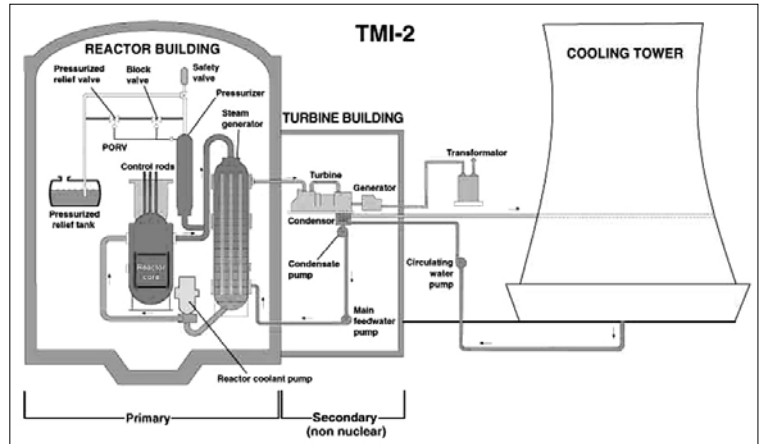 TMI-2
REACTOR BUILDING
COOLING TOWER
Pressurized
relief valve
Block
valve
Safety
valve
Pressurizer
Steam
generator
TURBINE BUILDING
PORV
Control rods
Turbine
Generator
Transformator
Pressurized
relief tank
Condensor
Reactor
core
Condensate
pump
Circulating
water
pump
Main
feedwater
pump
Reactor coolant pump
Primary
Secondary
(non nuclear)